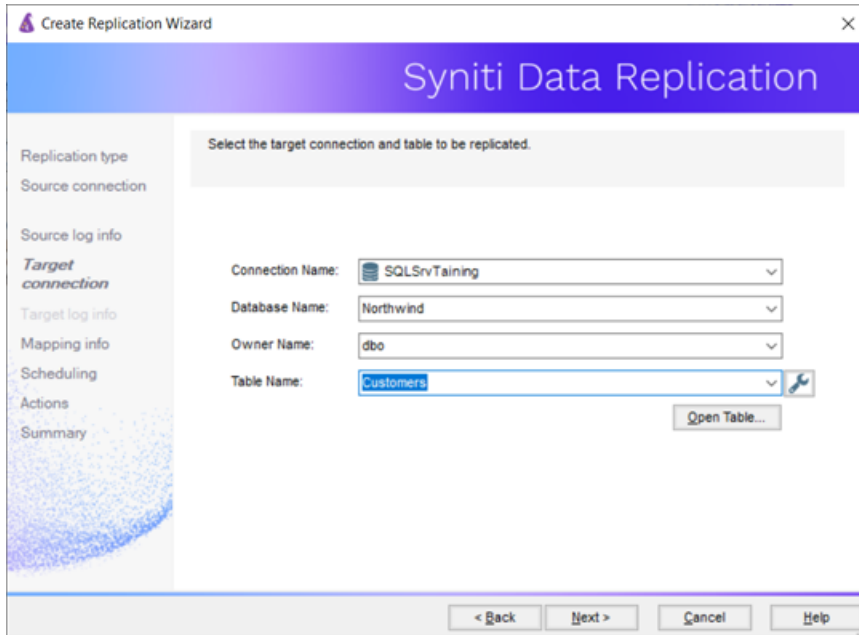 Create Replication Wizard
Syniti Data Replication
Replication type
Source connection
Source log info
Target
connection
Target log info
Mapping info
Scheduling
Actions
Summary
Select the target connection and table to be replicated.
Connection Name: SQLSrvTaining
Database Name: Northwind
Owner Name: dbo
Table Name: Customers
Open Table...
< Back Next > Cancel Help